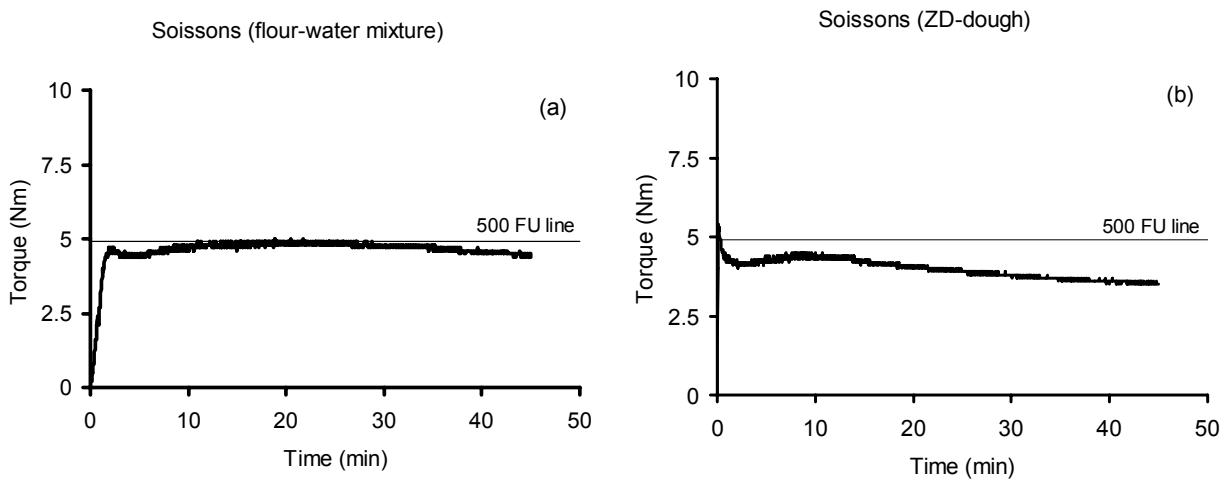 Soissons (flour-water mixture)
(a)
10
7.5
5
2.5
0
500 FU line
Torque (Nm)
0 10 20 30 40 50
Time (min)
Soissons (ZD-dough)
(b)
10
7.5
5
2.5
0
500 FU line
Torque (Nm)
0 10 20 30 40 50
Time (min)